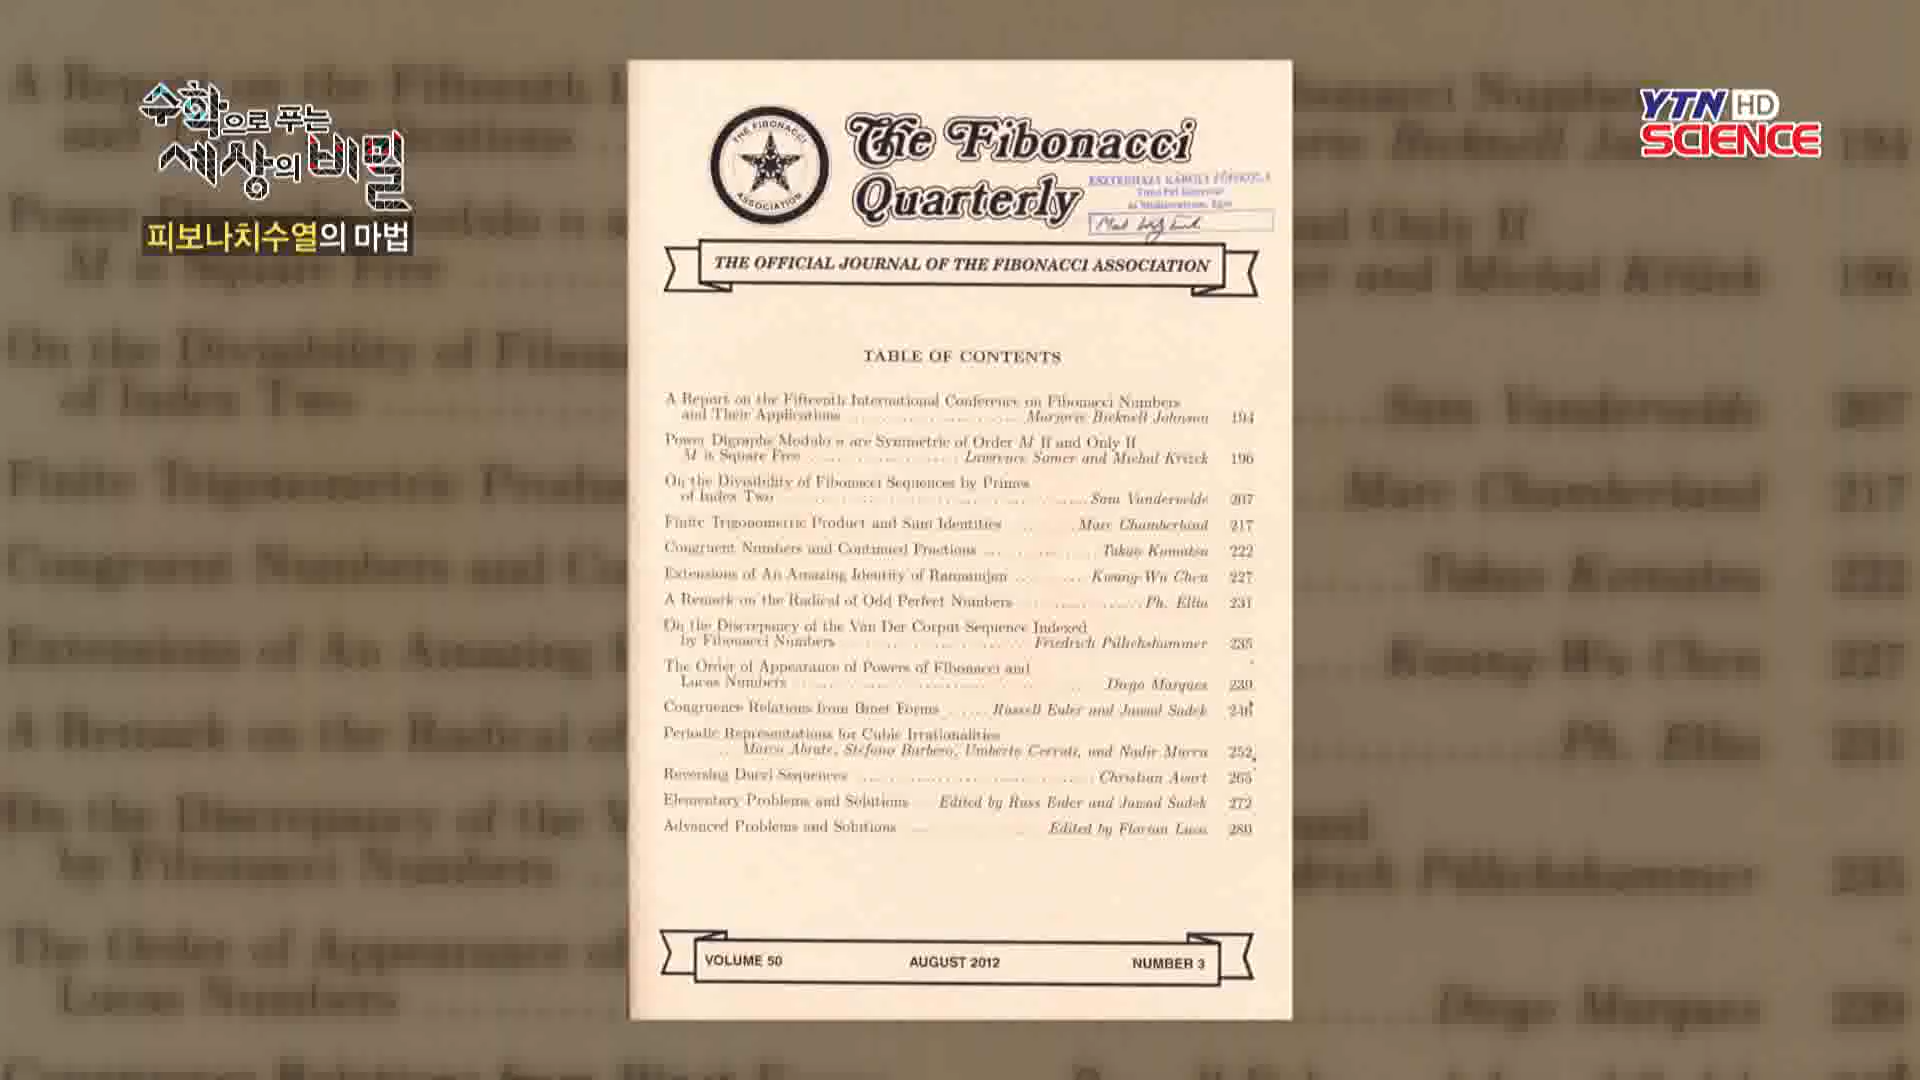 수학으로 푸는
세상의 비밀
피보나치수열의 마법
YTN HD
SCIENCE
THE FIBONACCI
ASSOCIATION
The Fibonacci
Quarterly
ESZTERHÁZY KÁROLY FŐISKOLA
THE OFFICIAL JOURNAL OF THE FIBONACCI ASSOCIATION
TABLE OF CONTENTS
A Report on the Fifteenth International Conference on Fibonacci Numbers
and Their Applications Marjorie Bicknell Johnson 194
Power Digraphs Modulo n are Symmetric of Order M If and Only If
M is Square Free Lawrence Somer and Michal Krizek 196
On the Divisibility of Fibonacci Sequences by Primes
of Index Two Sam Vandervelde 207
Finite Trigonometric Product and Sum Identities Marc Chamberland 217
Congruent Numbers and Continued Fractions Takao Komatsu 222
Extensions of An Amazing Identity of Ramanujan Kwang-Wu Chen 227
A Remark on the Radical of Odd Perfect Numbers Ph. Ellia 231
On the Discrepancy of the Van Der Corput Sequence Indexed
by Fibonacci Numbers Friedrich Pillichshammer 235
The Order of Appearance of Powers of Fibonacci and
Lucas Numbers Diego Marques 239
Congruence Relations from Binet Forms Russell Euler and Jawad Sadek 246
Periodic Representations for Cubic Irrationalities
Marco Abrate, Stefano Barbero, Umberto Cerruti, and Nadir Murru 252
Reversing Ducci Sequences Christian Avart 265
Elementary Problems and Solutions Edited by Russ Euler and Jawad Sadek 272
Advanced Problems and Solutions Edited by Florian Luca 280
VOLUME 50 AUGUST 2012 NUMBER 3